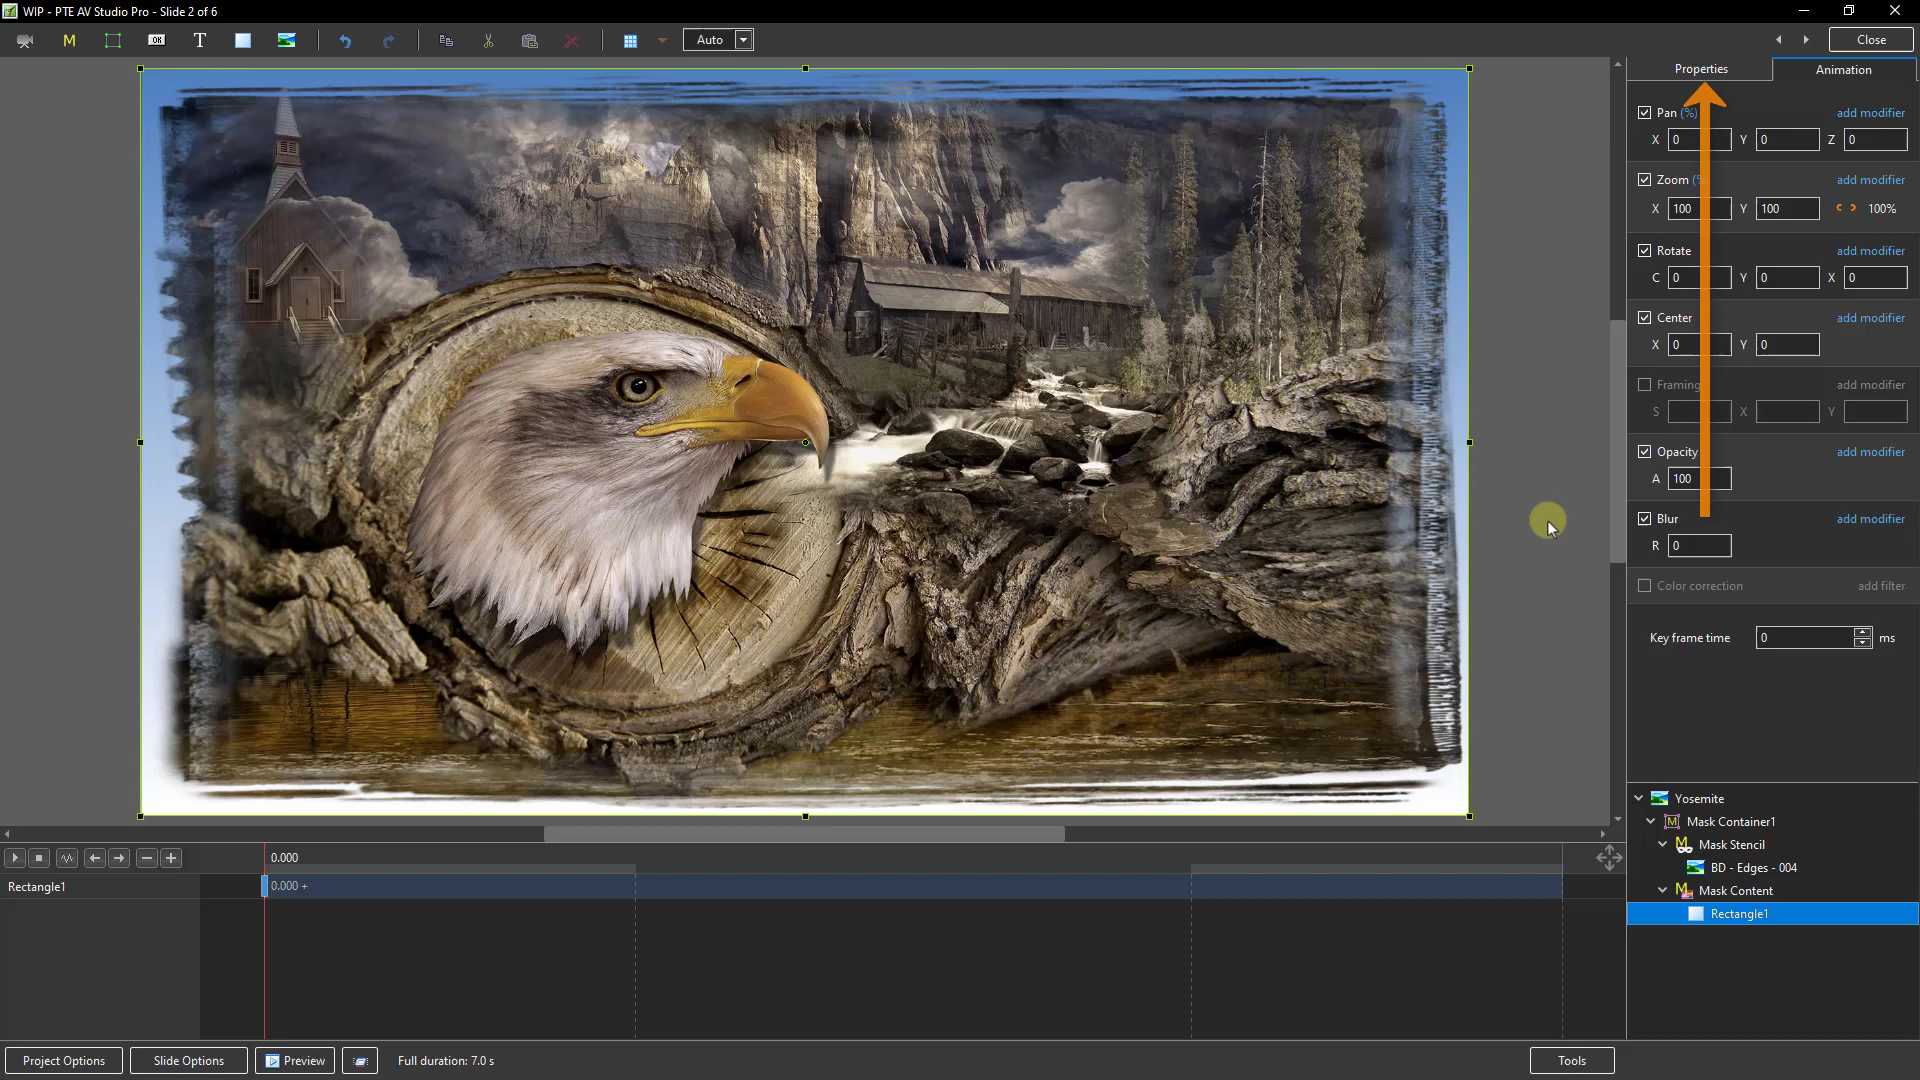 WIP - PTE AV Studio Pro - Slide 2 of 6
M
OK
T
Auto
Close
Properties
Animation
Pan (%)
add modifier
X 0 Y 0 Z 0
Zoom
add modifier
X 100 Y 100 100%
Rotate
add modifier
C 0 Y 0 X 0
Center
add modifier
X 0 Y 0
Framing
add modifier
S X Y
Opacity
add modifier
A 100
Blur
add modifier
R 0
Color correction
add filter
Key frame time 0 ms
Yosemite
M Mask Container1
M Mask Stencil
BD - Edges - 004
M Mask Content
Rectangle1
0.000
Rectangle1
0.000 +
Project Options
Slide Options
Preview
Full duration: 7.0 s
Tools